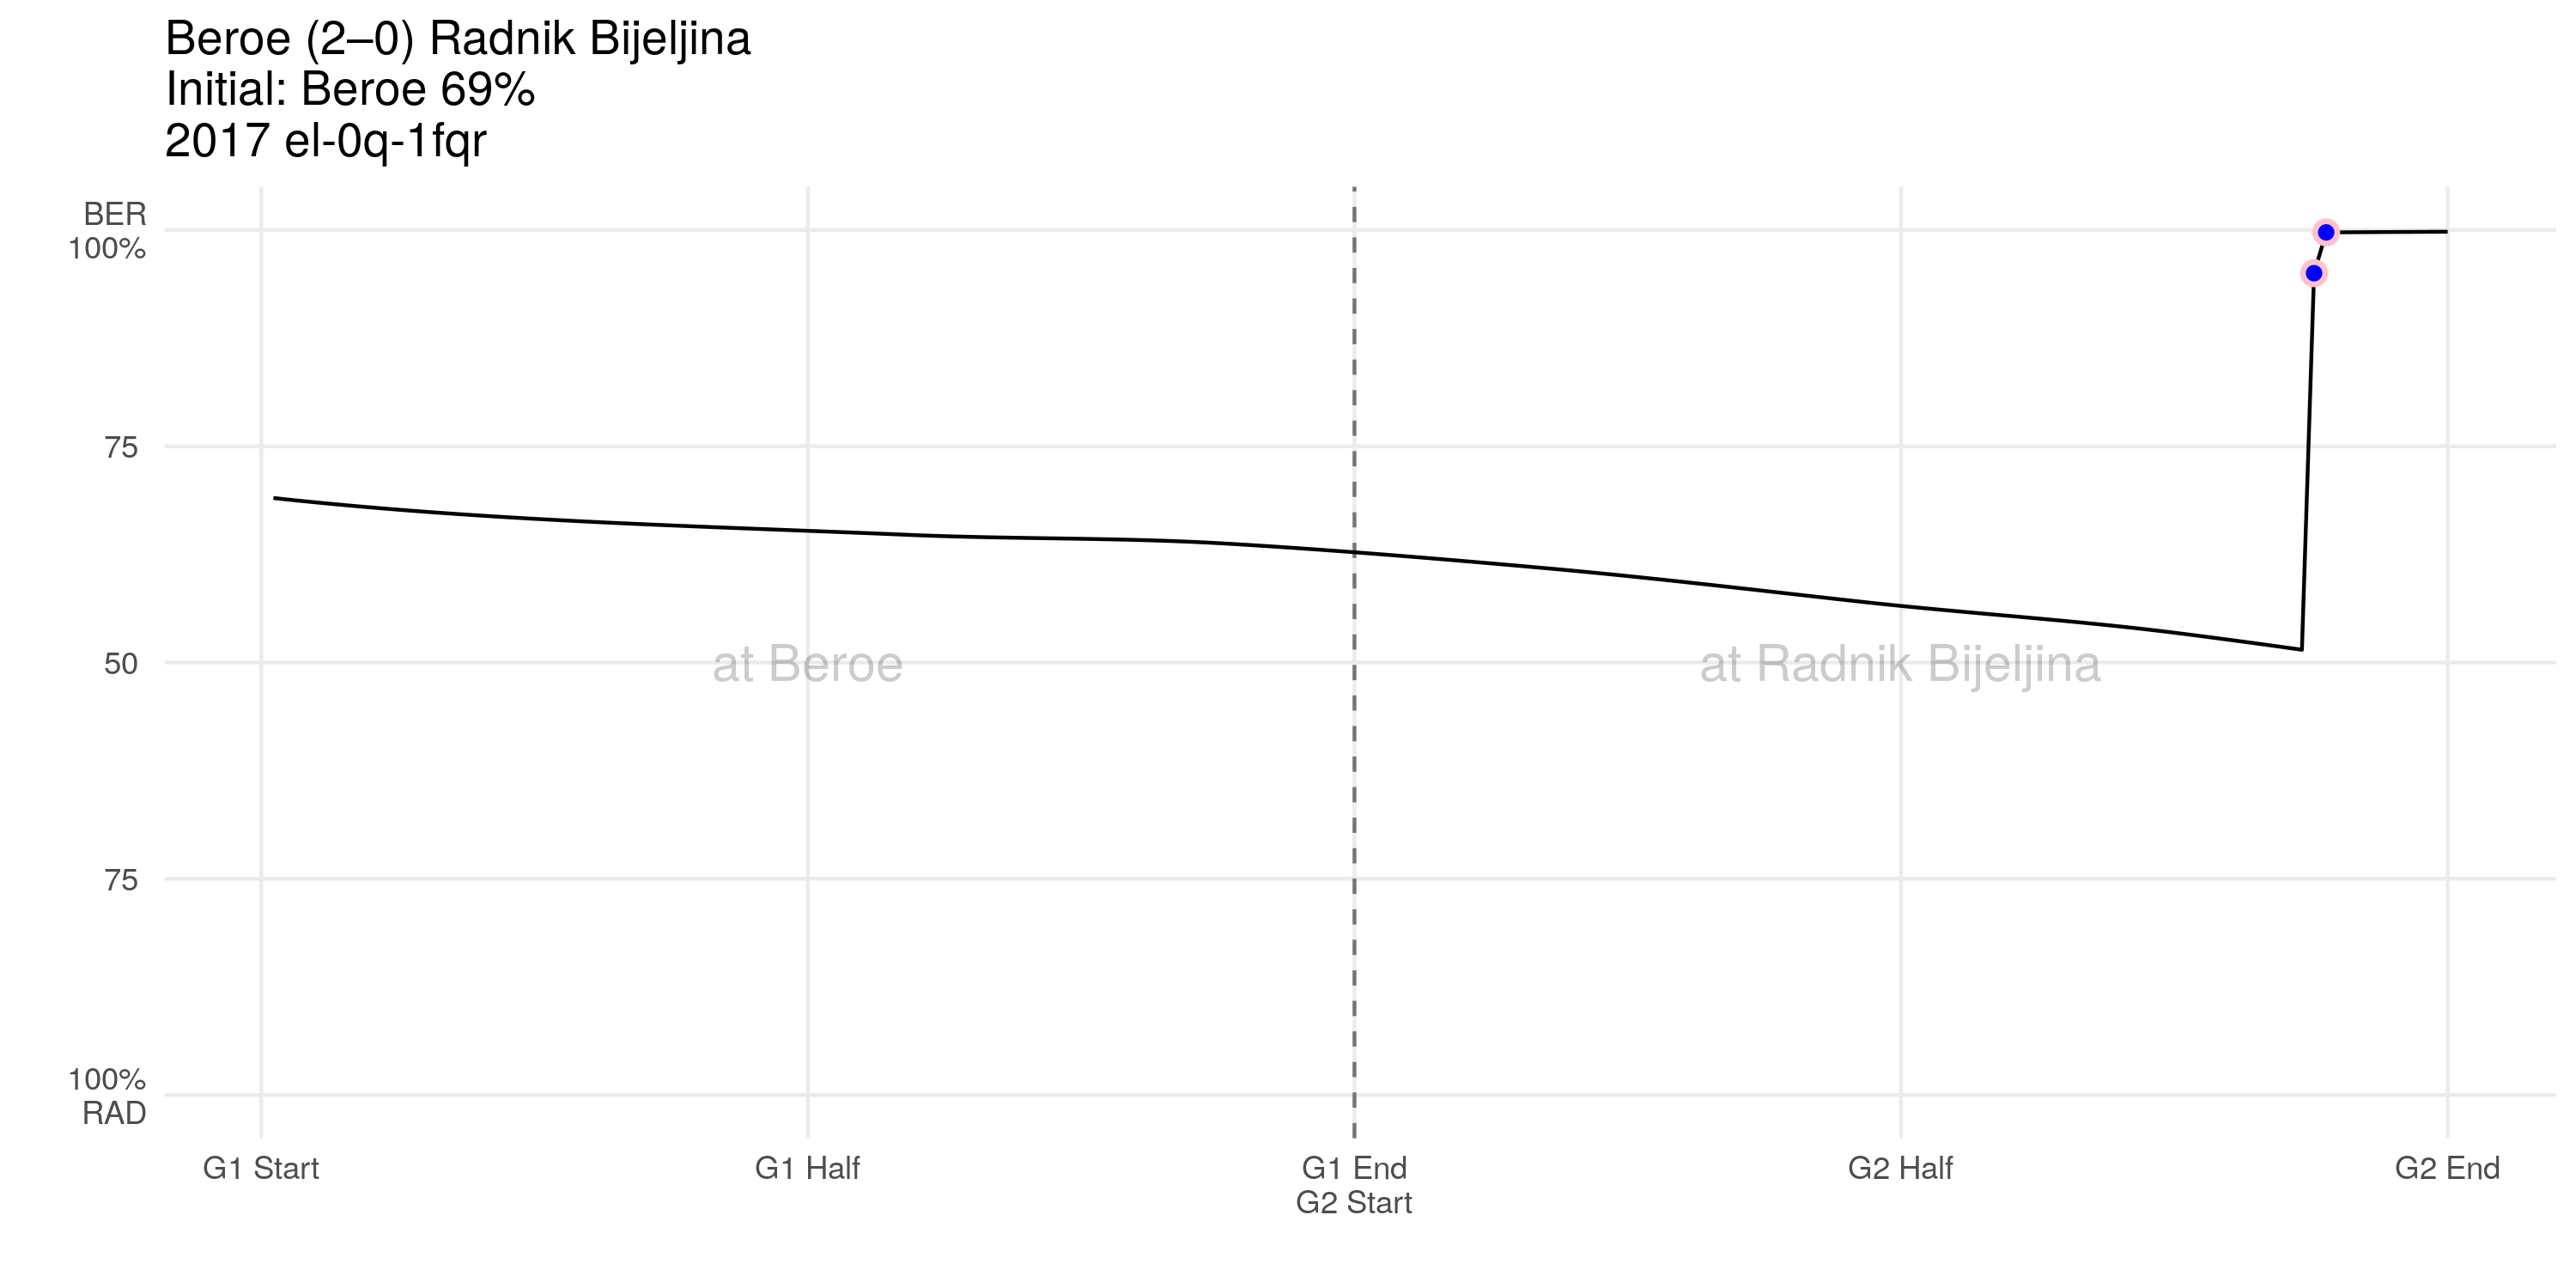 Beroe (2–0) Radnik Bijeljina
Initial: Beroe 69%
2017 el-0q-1fqr
BER
100%
75
50
75
100%
RAD
at Beroe
at Radnik Bijeljina
G1 Start
G1 Half
G1 End
G2 Start
G2 Half
G2 End